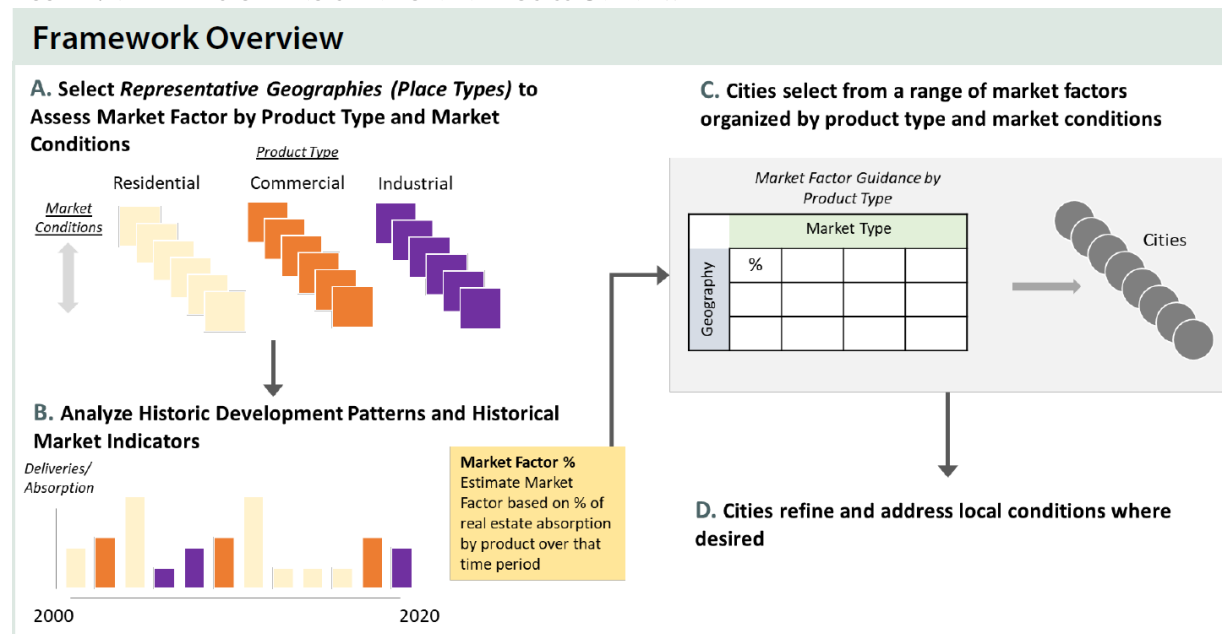 Framework Overview
A. Select Representative Geographies (Place Types) to
Assess Market Factor by Product Type and Market
Conditions
Product Type
Residential
Commercial
Industrial
Market
Conditions
B. Analyze Historic Development Patterns and Historical
Market Indicators
Deliveries/
Absorption
2000
2020
Market Factor %
Estimate Market
Factor based on % of
real estate absorption
by product over that
time period
C. Cities select from a range of market factors
organized by product type and market conditions
Market Factor Guidance by
Product Type
Market Type
Geography
%
Cities
D. Cities refine and address local conditions where
desired